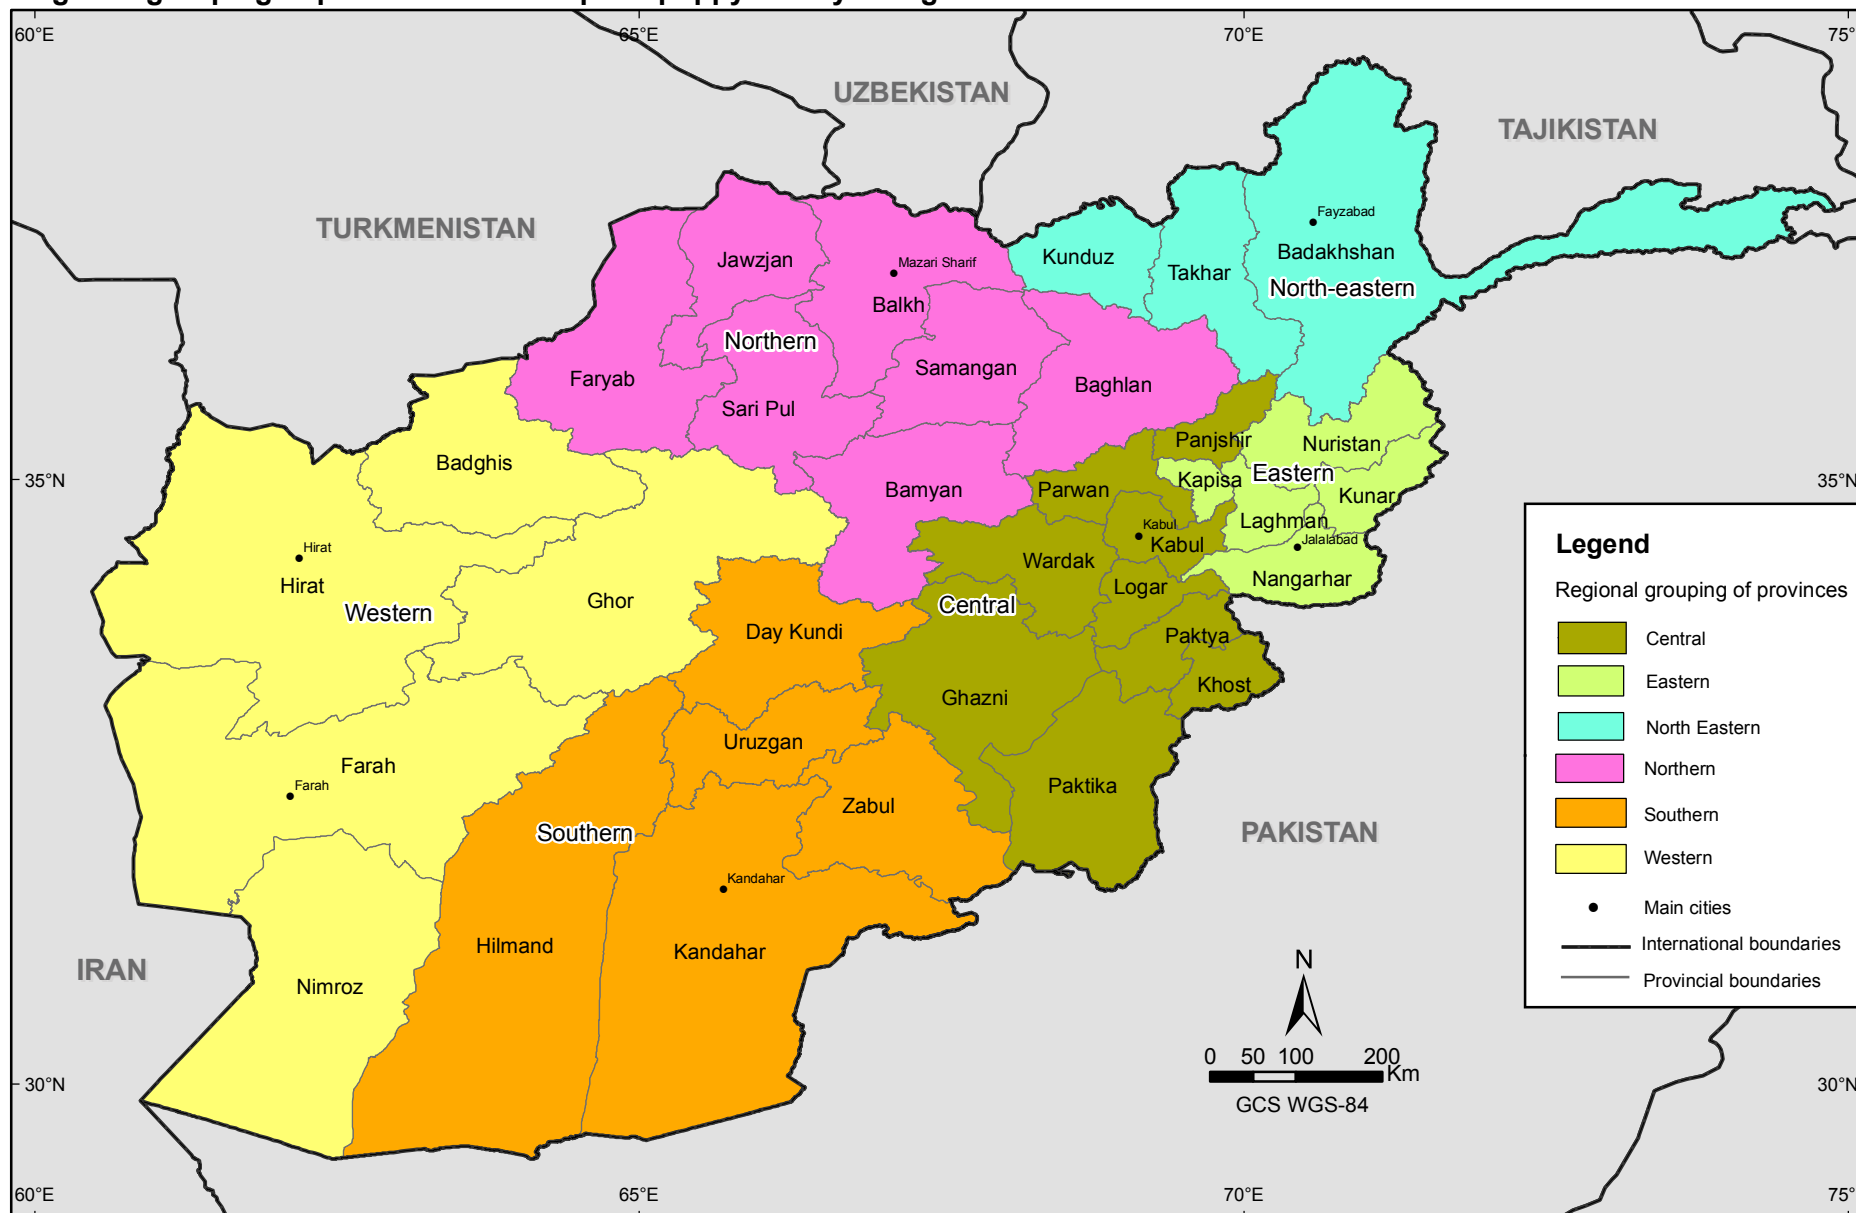 60°E
65°E
70°E
75°
UZBEKISTAN
TAJIKISTAN
TURKMENISTAN
Fayzabad
Badakhshan
North-eastern
Kunduz
Takhar
Jawzjan
Mazari Sharif
Balkh
Northern
Samangan
Faryab
Sari Pul
Baghlan
Badghis
Panjshir
Nuristan
Eastern
35°N
Bamyan
Parwan
Kapisa
Kunar
35°N
Laghman
Kabul
Kabul
Jalalabad
Hirat
Hirat
Wardak
Logar
Nangarhar
Western
Ghor
Central
Day Kundi
Paktya
Khost
Ghazni
Uruzgan
Farah
Farah
Paktika
Zabul
Southern
PAKISTAN
Kandahar
Hilmand
Kandahar
IRAN
Nimroz
Legend
Regional grouping of provinces
Central
Eastern
North Eastern
Northern
Southern
Western
Main cities
International boundaries
Provincial boundaries
N
0 50 100 200
Km
GCS WGS-84
30°N
30°N
60°E
65°E
70°E
75°